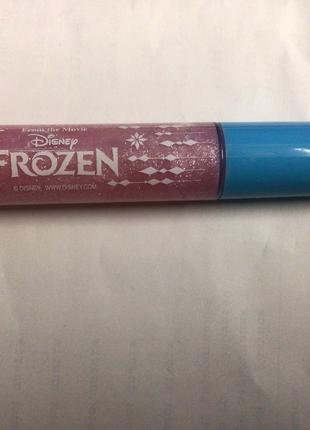 From the Movie
Disney
FROZEN
© DISNEY, WWW.DISNEY.COM